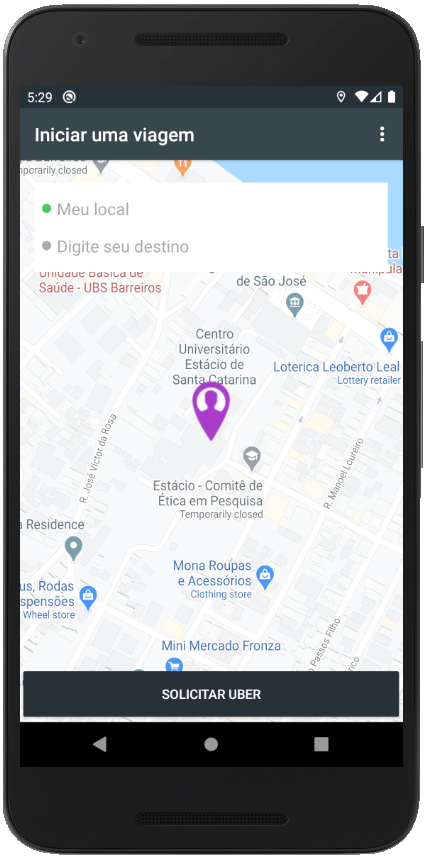 5:29
Iniciar uma viagem
Temporarily closed
Meu local
Digite seu destino
Unidade Básica de
Saúde - UBS Barreiros
de São José
Centro
Universitário
Estácio de
Santa Catarina
Loterica Leoberto Leal
Lottery retailer
R. José Victor da Rosa
Estácio - Comitê de
Ética em Pesquisa
Temporarily closed
R. Manoel Loureiro
a Residence
Mona Roupas
e Acessórios
Clothing store
us, Rodas
spensões
Wheel store
Mini Mercado Fronza
Passos Filho
SOLICITAR UBER